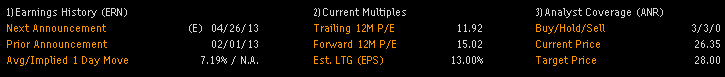 1) Earnings History (ERN)
Next Announcement (E) 04/26/13
Prior Announcement 02/01/13
Avg/Implied 1 Day Move 7.19% / N.A.
2) Current Multiples
Trailing 12M P/E 11.92
Forward 12M P/E 15.02
Est. LTG (EPS) 13.00%
3) Analyst Coverage (ANR)
Buy/Hold/Sell 3/3/0
Current Price 26.35
Target Price 28.00